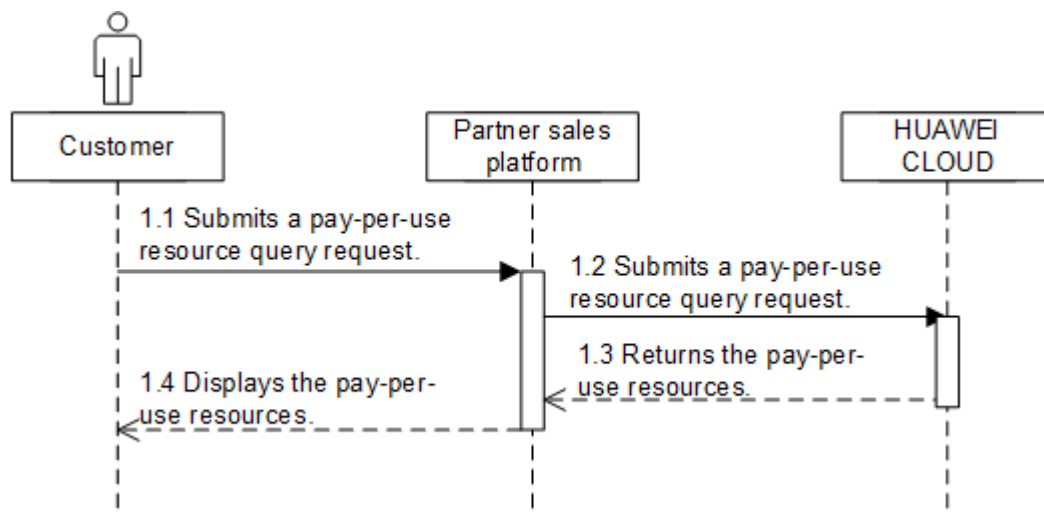 Customer
Partner sales
platform
HUAWEI
CLOUD
1.1 Submits a pay-per-use
resource query request.
1.2 Submits a pay-per-use
resource query request.
1.3 Returns the pay-per-
use resources.
1.4 Displays the pay-per-
use resources.